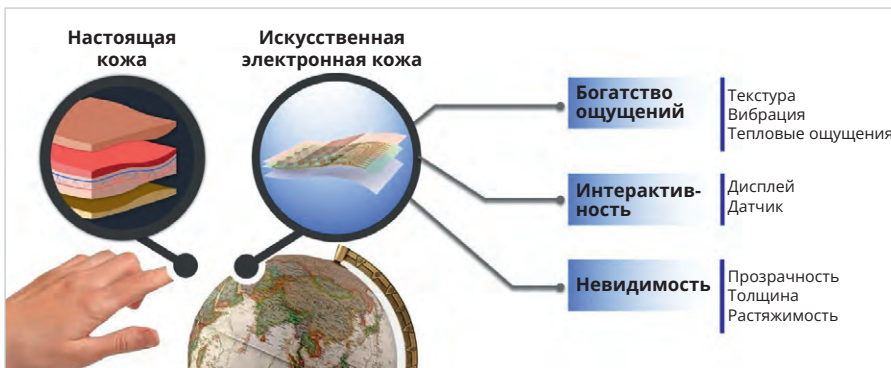 Настоящая
кожа
Искусственная
электронная кожа
Богатство
ощущений
Текстура
Вибрация
Тепловые ощущения
Интерактив-
ность
Дисплей
Датчик
Невидимость
Прозрачность
Толщина
Растяжимость